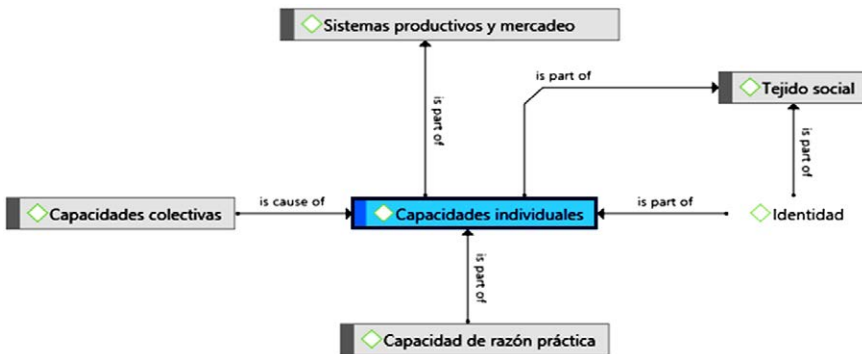 Sistemas productivos y mercadeo
is part of
Tejido social
is part of
is part of
Capacidades colectivas
is cause of
Capacidades individuales
is part of
Identidad
is part of
Capacidad de razón práctica